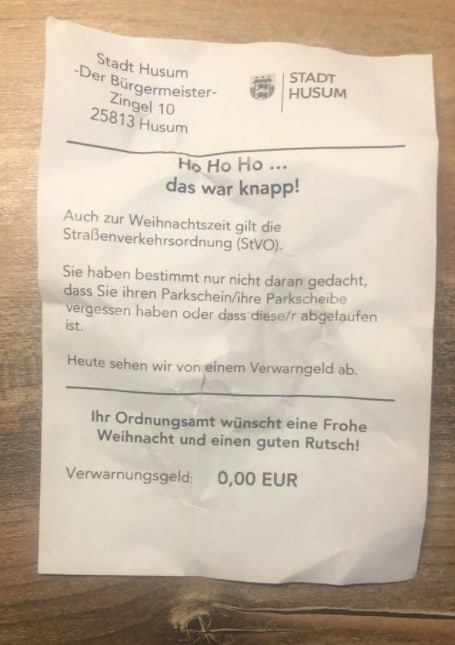 Stadt Husum
-Der Bürgermeister-
Zingel 10
25813 Husum
STADT
HUSUM
Ho Ho Ho ...
das war knapp!
Auch zur Weihnachtszeit gilt die
Straßenverkehrsordnung (StVO).
Sie haben bestimmt nur nicht daran gedacht,
dass Sie ihren Parkschein/ihre Parkscheibe
vergessen haben oder dass diese/r abgelaufen
ist.
Heute sehen wir von einem Verwarngeld ab.
Ihr Ordnungsamt wünscht eine Frohe
Weihnacht und einen guten Rutsch!
Verwarnungsgeld: 0,00 EUR